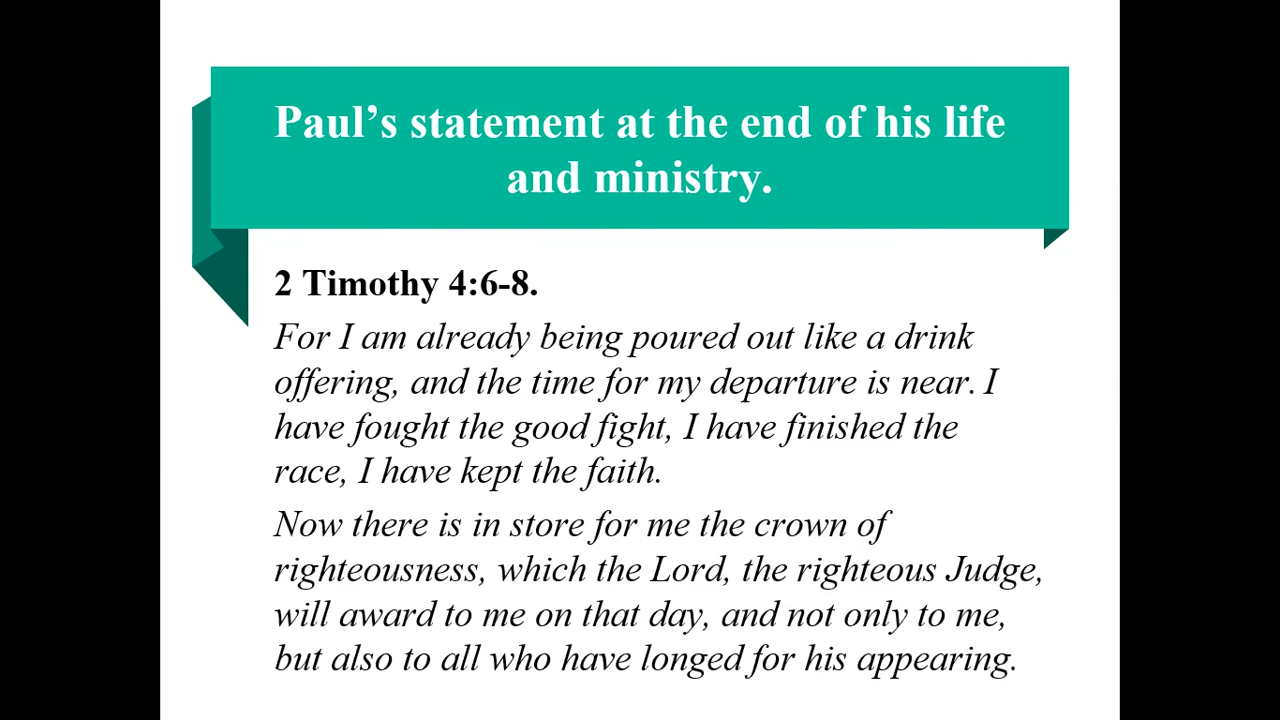 Paul’s statement at the end of his life
and ministry.
2 Timothy 4:6-8.
For I am already being poured out like a drink
offering, and the time for my departure is near. I
have fought the good fight, I have finished the
race, I have kept the faith.
Now there is in store for me the crown of
righteousness, which the Lord, the righteous Judge,
will award to me on that day, and not only to me,
but also to all who have longed for his appearing.